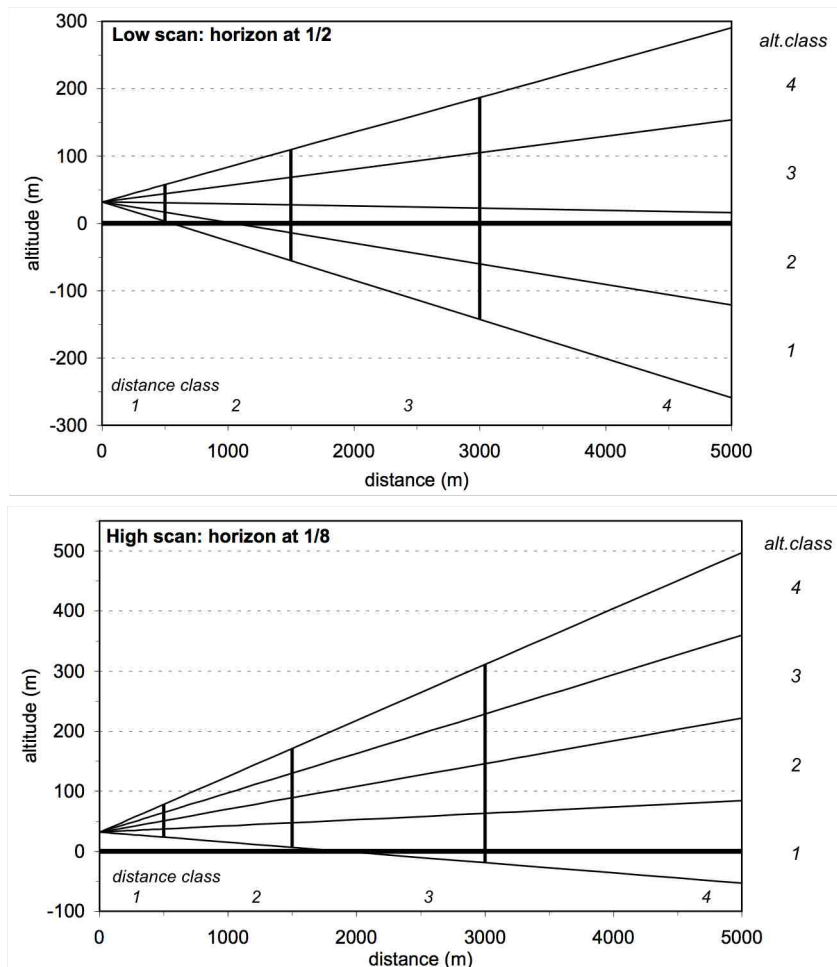 Low scan: horizon at 1/2
alt.class
300
200
100
0
-100
-200
-300
altitude (m)
4
3
2
1
distance class
1 2 3 4
0 1000 2000 3000 4000 5000
distance (m)
High scan: horizon at 1/8
alt.class
500
400
300
200
100
0
-100
altitude (m)
4
3
2
1
distance class
1 2 3 4
0 1000 2000 3000 4000 5000
distance (m)